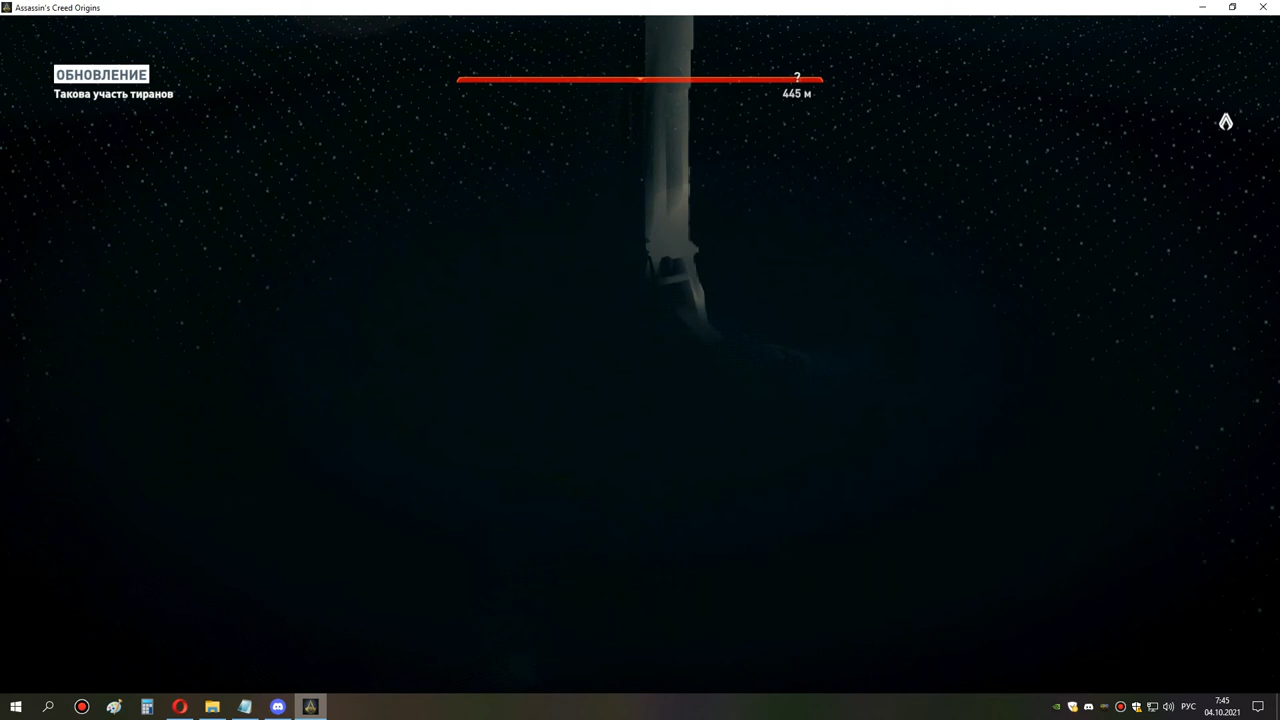 Assassin's Creed Origins
ОБНОВЛЕНИЕ
Такова участь тиранов
?
445 м
РУС
7:45
04.10.2021